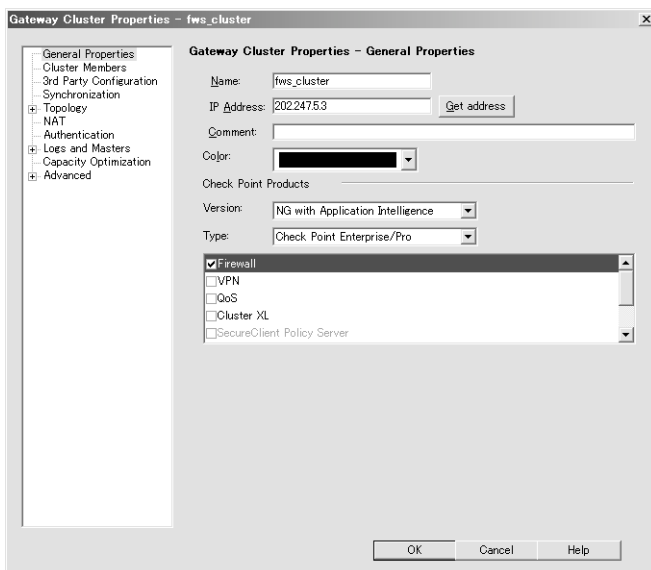 Gateway Cluster Properties - fws_cluster
General Properties
Cluster Members
3rd Party Configuration
Synchronization
Topology
NAT
Authentication
Logs and Masters
Capacity Optimization
Advanced
Gateway Cluster Properties - General Properties
Name: fws_cluster
IP Address: 202.247.5.3 Get address
Comment:
Color:
Check Point Products
Version: NG with Application Intelligence
Type: Check Point Enterprise/Pro
Firewall
VPN
QoS
Cluster XL
SecureClient Policy Server
OK Cancel Help